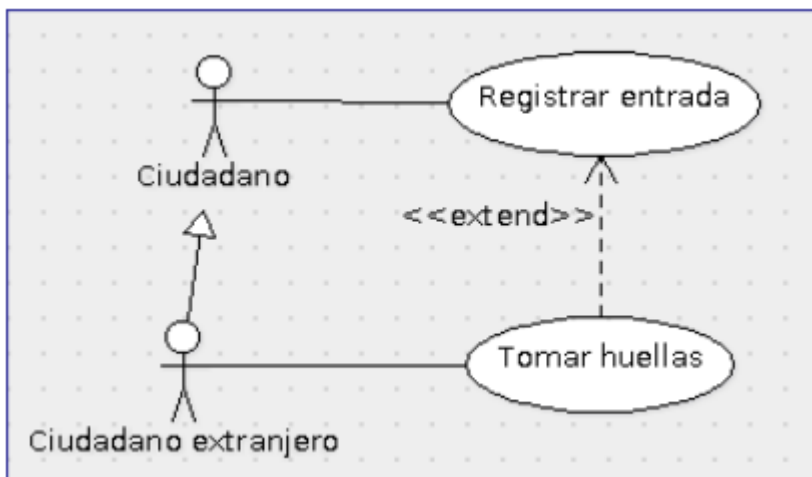 Registrar entrada
Ciudadano
<<extend>>
Tomar huellas
Ciudadano extranjero